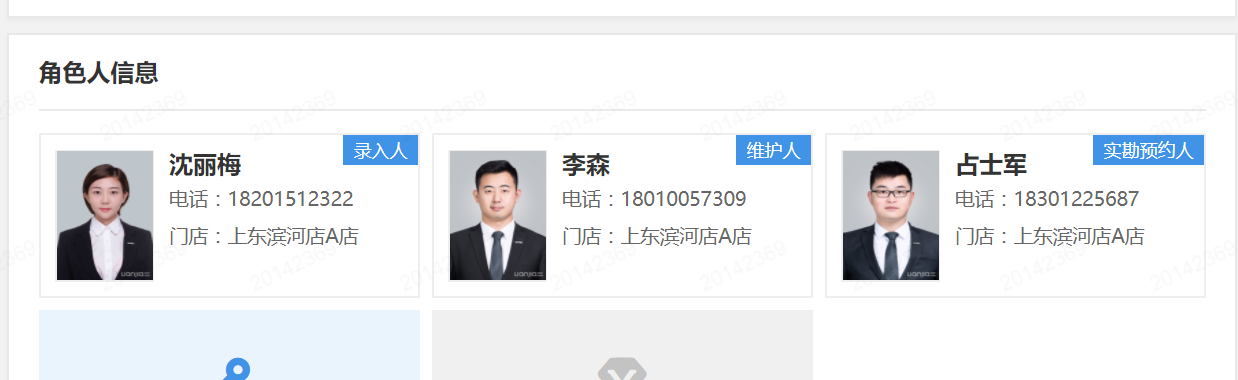 角色人信息
录入人
沈丽梅
电话：18201512322
门店：上东滨河店A店
维护人
李森
电话：18010057309
门店：上东滨河店A店
实勘预约人
占士军
电话：18301225687
门店：上东滨河店A店
20142369